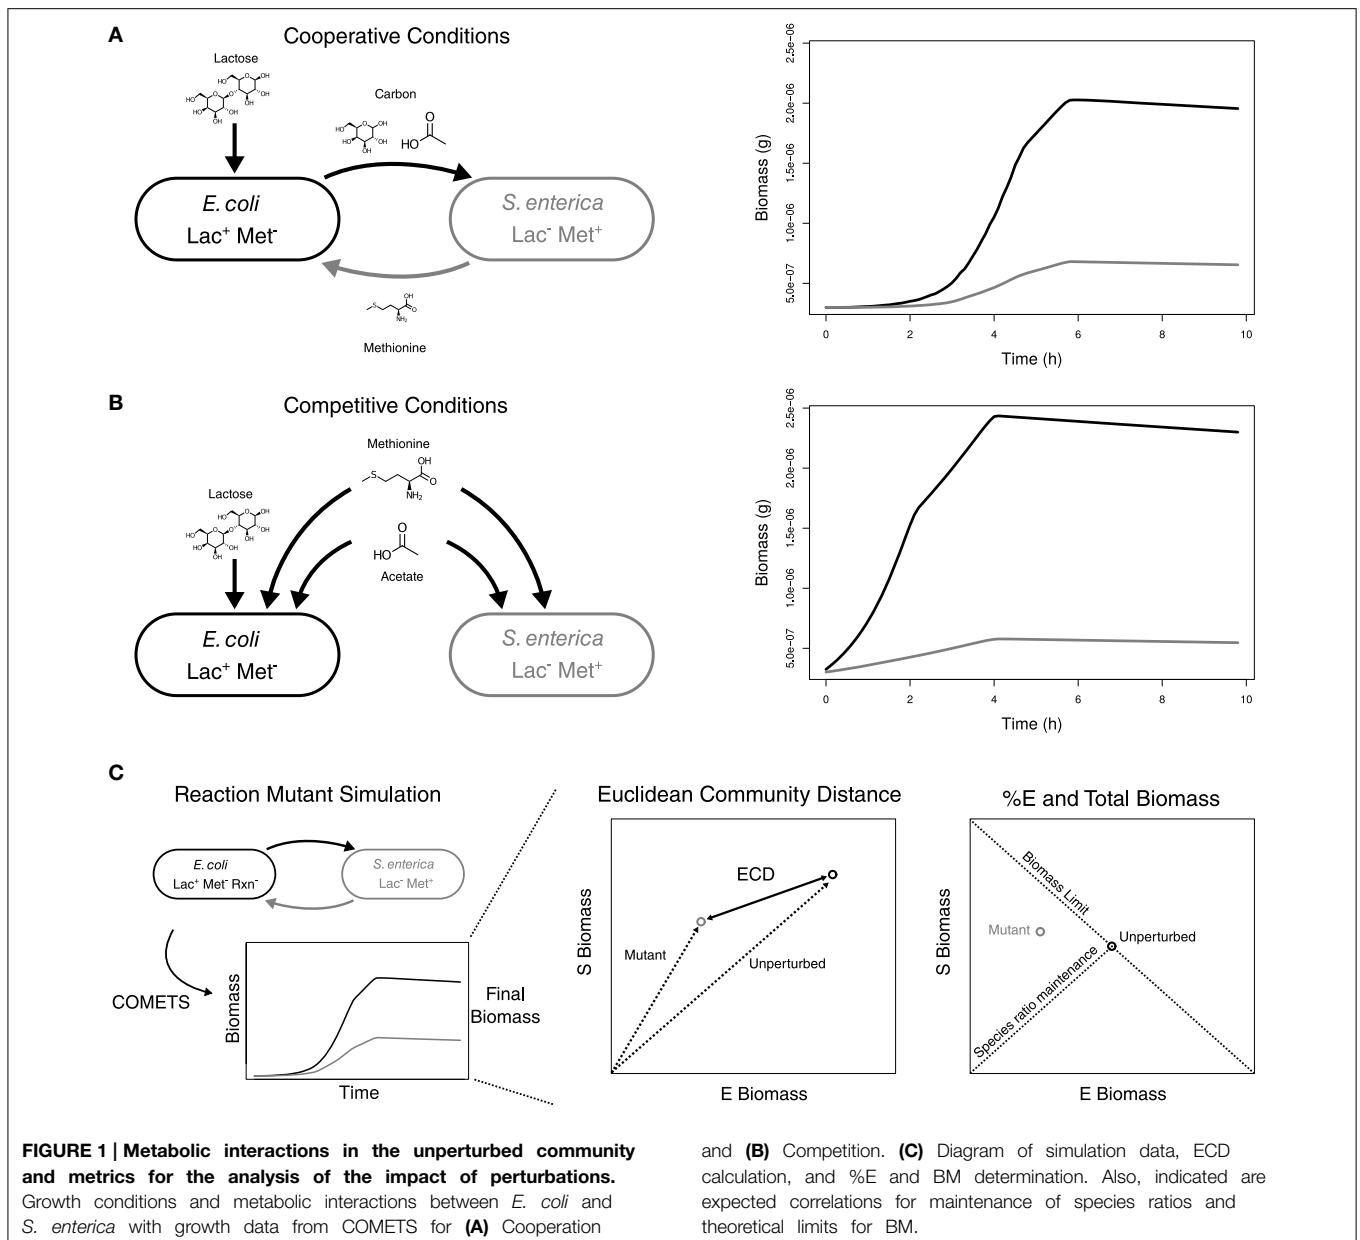 A
Cooperative Conditions
Lactose
Carbon
Methionine
E. coli
Lac⁺ Met⁻
S. enterica
Lac⁻ Met⁺
Biomass (g)
5.0e−07
1.0e−06
1.5e−06
2.0e−06
2.5e−06
0 2 4 6 8 10
Time (h)
B
Competitive Conditions
Methionine
Lactose
Acetate
E. coli
Lac⁺ Met⁻
S. enterica
Lac⁻ Met⁺
Biomass (g)
5.0e−07
1.0e−06
1.5e−06
2.0e−06
2.5e−06
0 2 4 6 8 10
Time (h)
C
Reaction Mutant Simulation
E. coli
Lac⁺ Met⁻ Rxn⁻
S. enterica
Lac⁻ Met⁺
COMETS
Biomass
Time
Final
Biomass
Euclidean Community Distance
S Biomass
ECD
Mutant
Unperturbed
E Biomass
%E and Total Biomass
S Biomass
Biomass Limit
Mutant
Unperturbed
Species ratio maintenance
E Biomass
FIGURE 1 | Metabolic interactions in the unperturbed community
and metrics for the analysis of the impact of perturbations.
Growth conditions and metabolic interactions between E. coli and
S. enterica with growth data from COMETS for (A) Cooperation
and (B) Competition. (C) Diagram of simulation data, ECD
calculation, and %E and BM determination. Also, indicated are
expected correlations for maintenance of species ratios and
theoretical limits for BM.